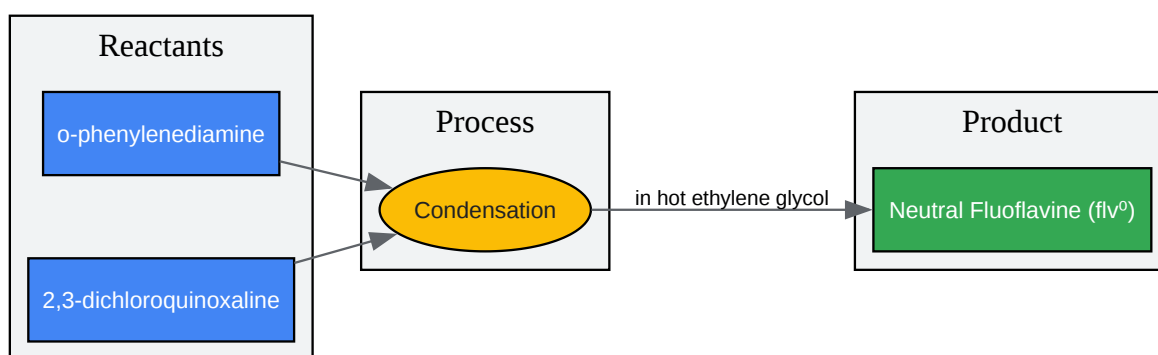 Reactants
o-phenylenediamine
2,3-dichloroquinoxaline
Process
Condensation
in hot ethylene glycol
Product
Neutral Fluoflavine (flv⁰)